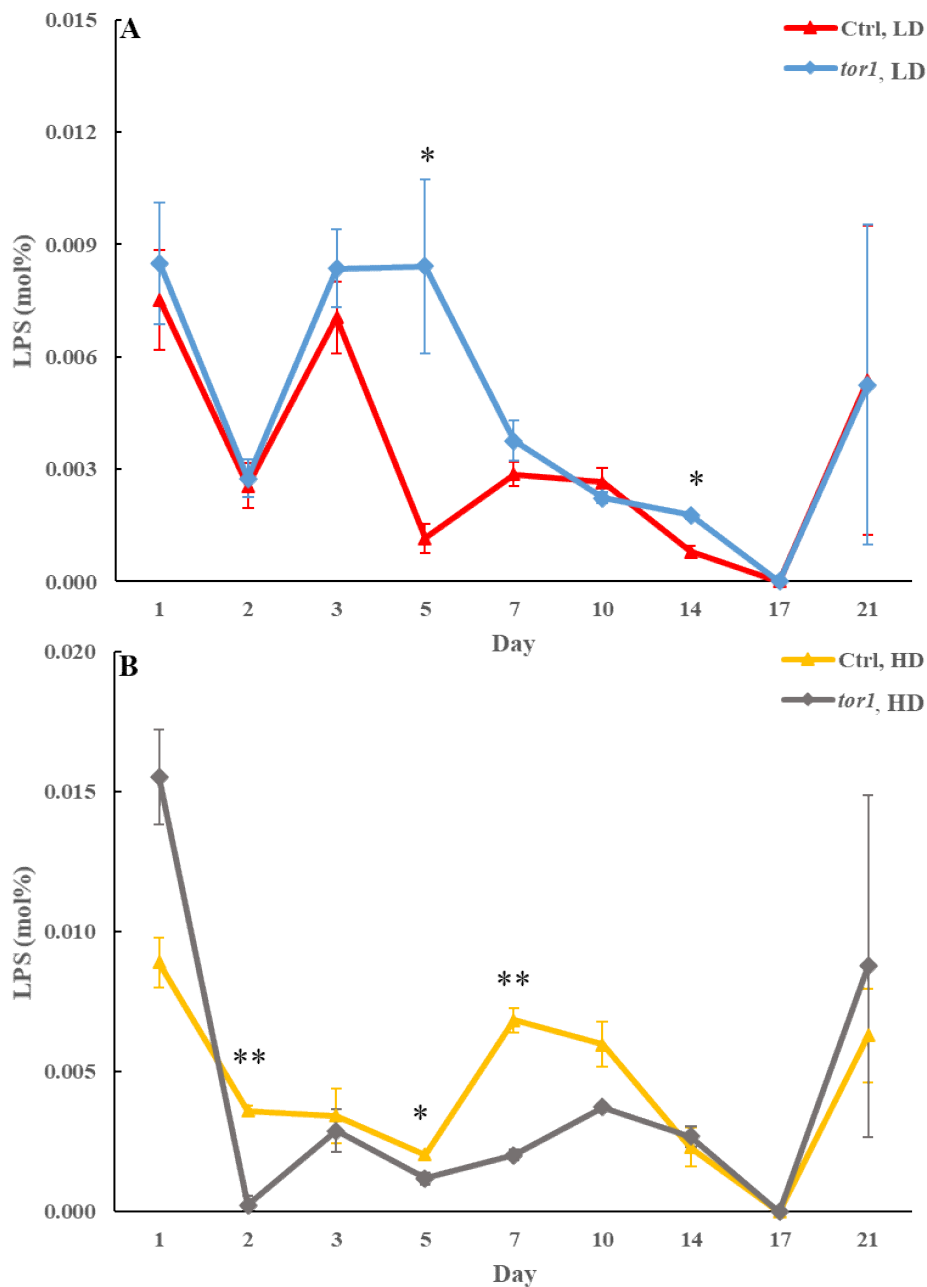 A
Ctrl, LD
tor1, LD
LPS (mol%)
0.015
0.012
0.009
0.006
0.003
0.000
*
*
1 2 3 5 7 10 14 17 21
Day
B
Ctrl, HD
tor1, HD
LPS (mol%)
0.020
0.015
0.010
0.005
0.000
**
*
**
1 2 3 5 7 10 14 17 21
Day